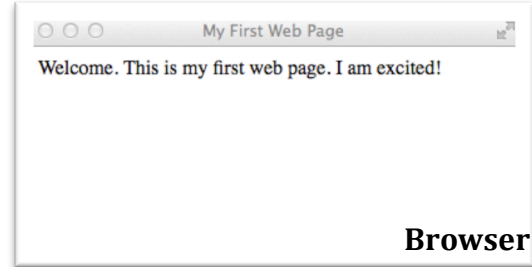 My First Web Page
Welcome. This is my first web page. I am excited!
Browser